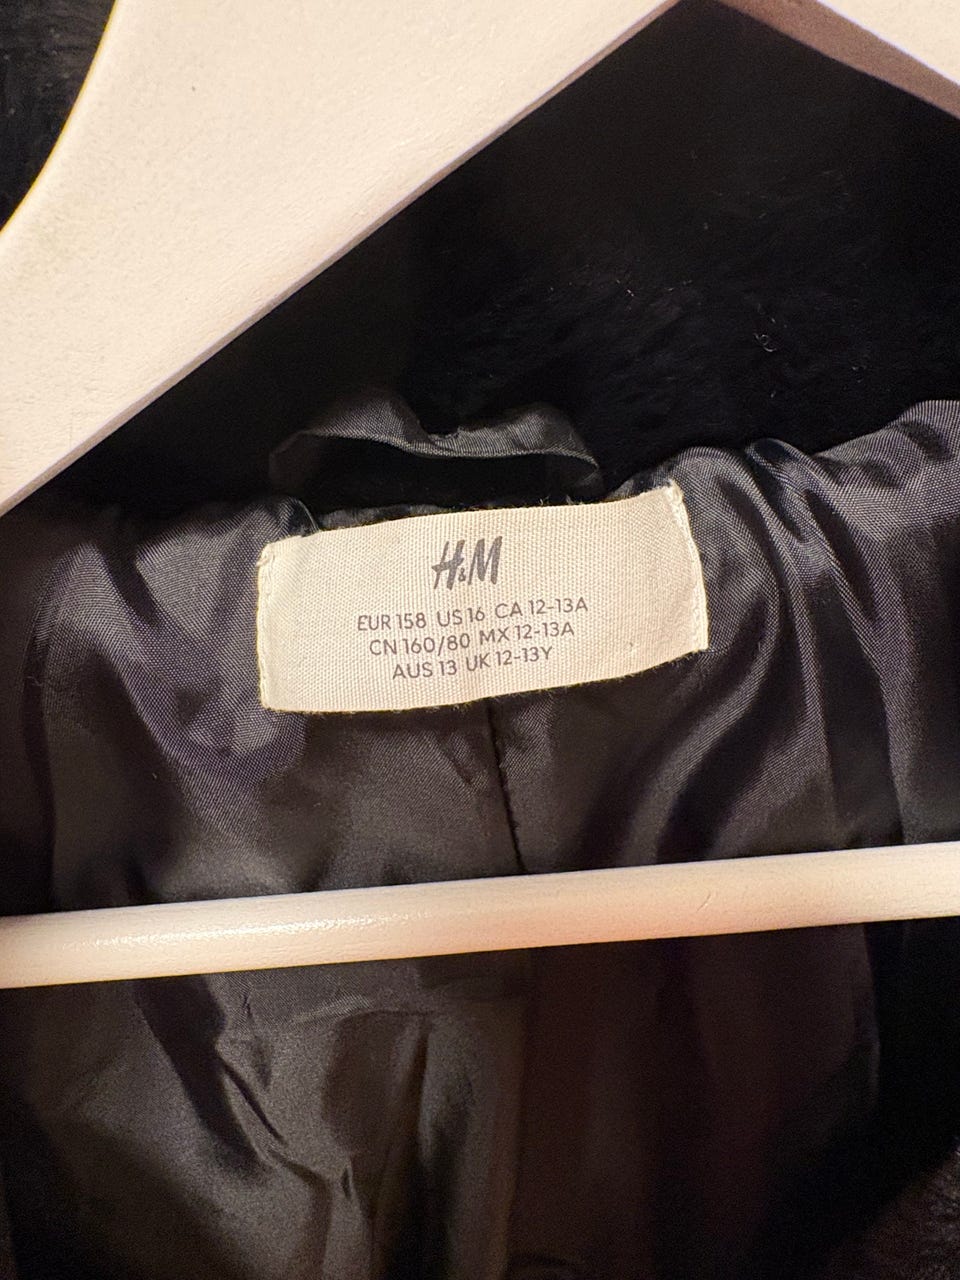 H&M
EUR 158 US 16 CA 12-13A
CN 160/80 MX 12-13A
AUS 13 UK 12-13Y